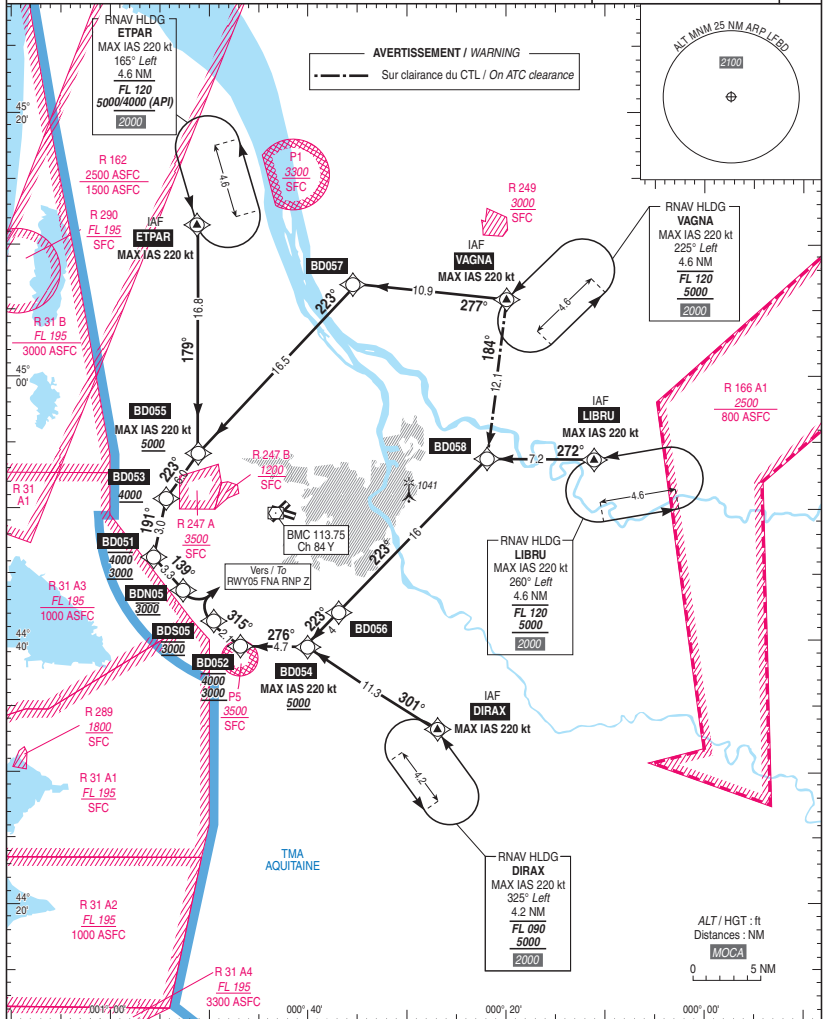 RNAV HLDG
ETPAR
MAX IAS 220 kt
165° Left
4.6 NM
FL 120
5000/4000 (API)
2000
AVERTISSEMENT / WARNING
Sur clairance du CTL / On ATC clearance
ALT MNM 25 NM ARP LFBD
2100
45°
20'
R 162
2500 ASFC
1500 ASFC
R 290
FL 195
SFC
4.6
P1
3300
SFC
R 249
3000
SFC
IAF
ETPAR
MAX IAS 220 kt
RNAV HLDG
VAGNA
MAX IAS 220 kt
225° Left
4.6 NM
FL 120
5000
2000
IAF
VAGNA
MAX IAS 220 kt
BD057
10.9
277°
4.6
223°
16.5
16.8
179°
184°
12.1
R 31 B
FL 195
3000 ASFC
45°
00'
R 166 A1
2500
800 ASFC
IAF
LIBRU
MAX IAS 220 kt
BD055
MAX IAS 220 kt
5000
BD058
7.2
272°
4.6
R 247 B
1200
SFC
BD053
4000
223°
6.0
R 31
A1
1041
R 247 A
3500
SFC
191°
3.0
BMC 113.75
Ch 84 Y
223°
16
BD051
4000
3000
139°
3.3
RNAV HLDG
LIBRU
MAX IAS 220 kt
260° Left
4.6 NM
FL 120
5000
2000
Vers / To
RWY05 FNA RNP Z
R 31 A3
FL 195
1000 ASFC
BDN05
3000
44°
40'
BDS05
3000
315°
2.1
276°
4.7
223°
4
BD056
BD052
4000
3000
P5
3500
SFC
BD054
MAX IAS 220 kt
5000
11.3
301°
IAF
DIRAX
MAX IAS 220 kt
R 289
1800
SFC
4.2
R 31 A1
FL 195
SFC
TMA
AQUITAINE
RNAV HLDG
DIRAX
MAX IAS 220 kt
325° Left
4.2 NM
FL 090
5000
2000
44°
20'
R 31 A2
FL 195
1000 ASFC
ALT / HGT : ft
Distances : NM
MOCA
0 5 NM
R 31 A4
FL 195
3300 ASFC
001° 00'
000° 40'
000° 20'
000° 00'